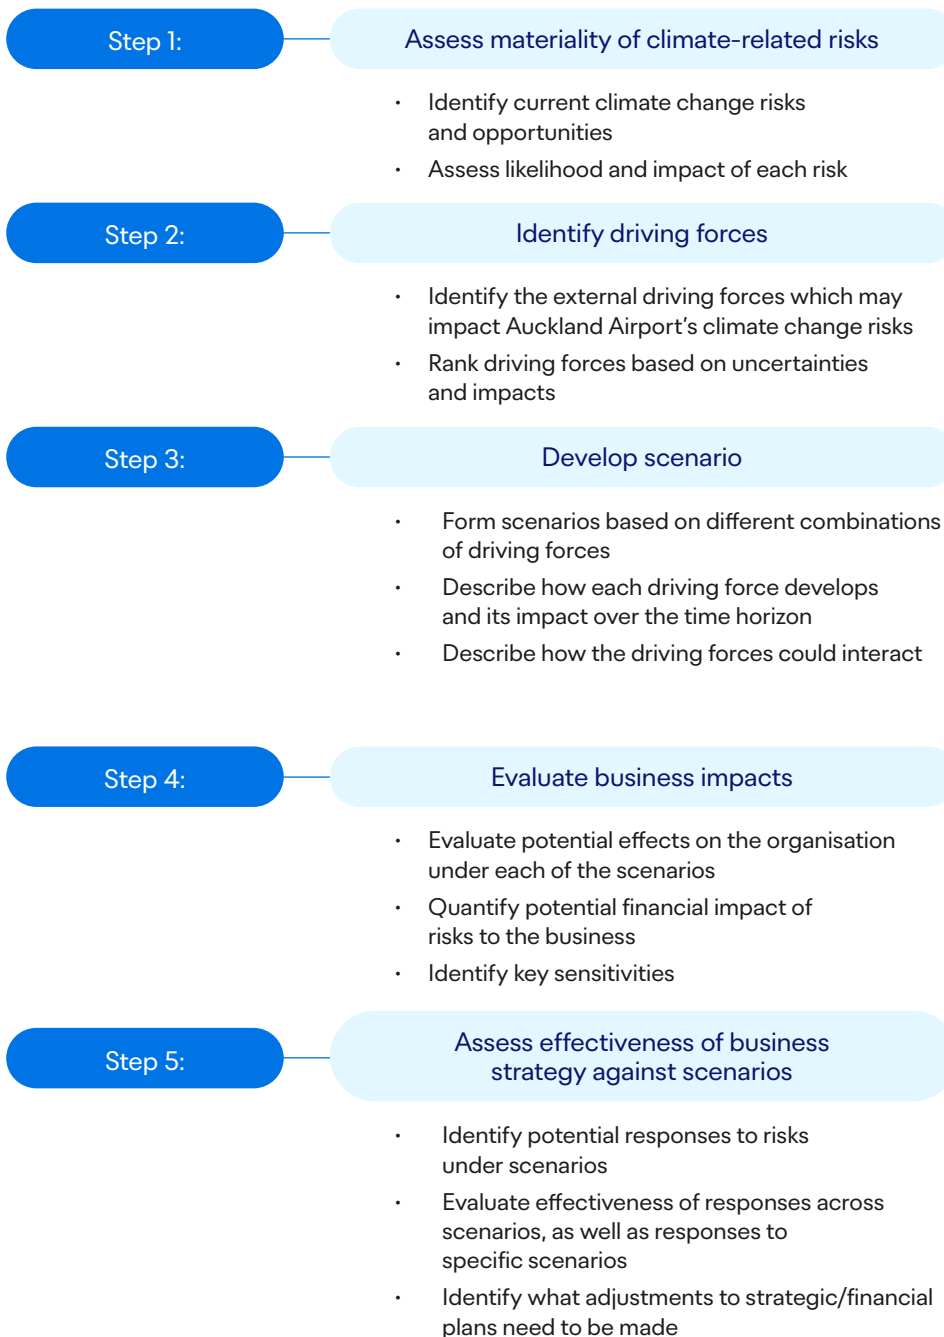 Step 1:
Assess materiality of climate-related risks
• Identify current climate change risks
and opportunities
• Assess likelihood and impact of each risk
Step 2:
Identify driving forces
• Identify the external driving forces which may
impact Auckland Airport's climate change risks
• Rank driving forces based on uncertainties
and impacts
Step 3:
Develop scenario
• Form scenarios based on different combinations
of driving forces
• Describe how each driving force develops
and its impact over the time horizon
• Describe how the driving forces could interact
Step 4:
Evaluate business impacts
• Evaluate potential effects on the organisation
under each of the scenarios
• Quantify potential financial impact of
risks to the business
• Identify key sensitivities
Step 5:
Assess effectiveness of business
strategy against scenarios
• Identify potential responses to risks
under scenarios
• Evaluate effectiveness of responses across
scenarios, as well as responses to
specific scenarios
• Identify what adjustments to strategic/financial
plans need to be made